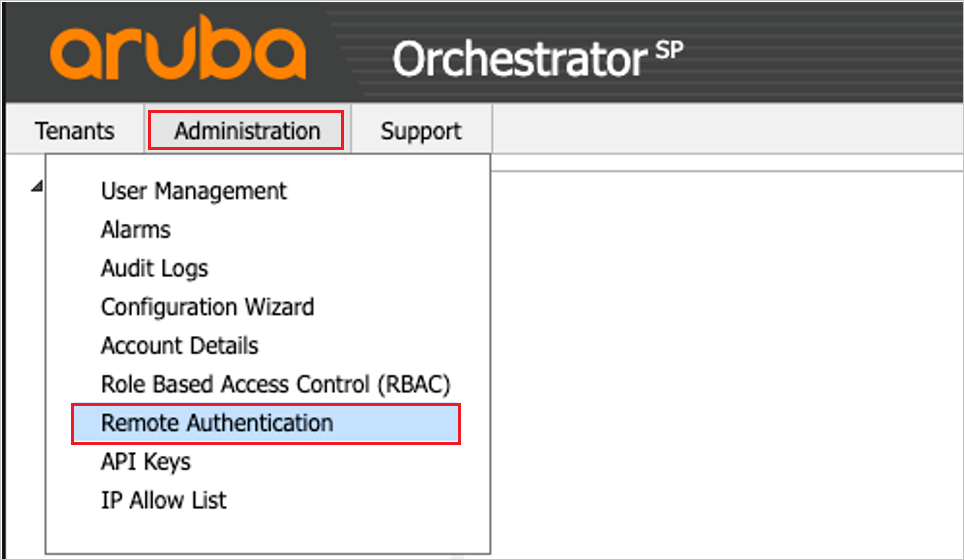 aruba
Orchestrator SP
Tenants Administration Support
User Management
Alarms
Audit Logs
Configuration Wizard
Account Details
Role Based Access Control (RBAC)
Remote Authentication
API Keys
IP Allow List